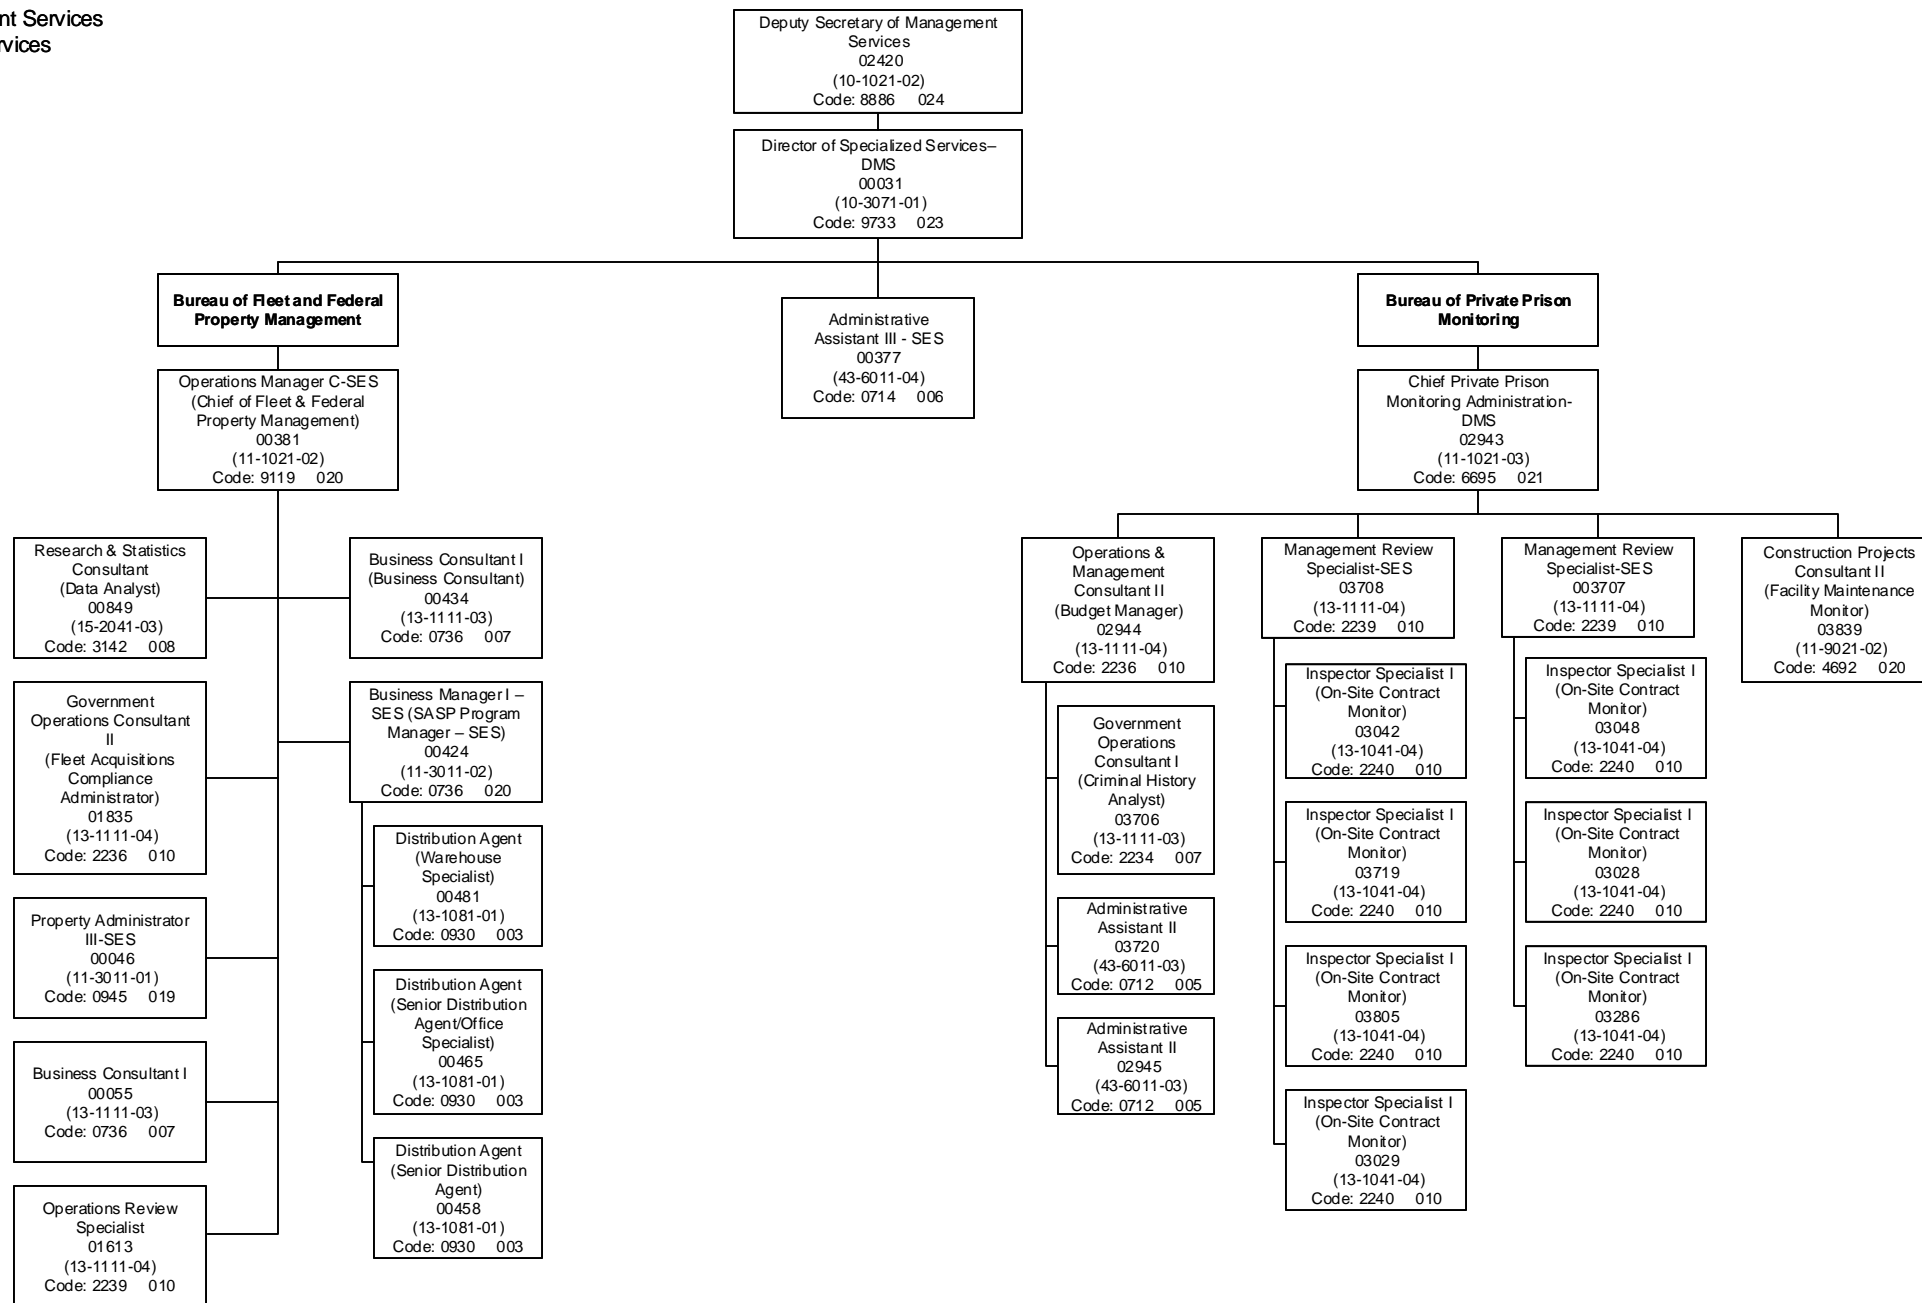 nt Services
rvices
Deputy Secretary of Management
Services
02420
(10-1021-02)
Code: 8886 024
Director of Specialized Services–
DMS
00031
(10-3071-01)
Code: 9733 023
Bureau of Fleet and Federal
Property Management
Administrative
Assistant III - SES
00377
(43-6011-04)
Code: 0714 006
Bureau of Private Prison
Monitoring
Operations Manager C-SES
(Chief of Fleet & Federal
Property Management)
00381
(11-1021-02)
Code: 9119 020
Chief Private Prison
Monitoring Administration-
DMS
02943
(11-1021-03)
Code: 6695 021
Research & Statistics
Consultant
(Data Analyst)
00849
(15-2041-03)
Code: 3142 008
Government
Operations Consultant
II
(Fleet Acquisitions
Compliance
Administrator)
01835
(13-1111-04)
Code: 2236 010
Property Administrator
III-SES
00046
(11-3011-01)
Code: 0945 019
Business Consultant I
00055
(13-1111-03)
Code: 0736 007
Operations Review
Specialist
01613
(13-1111-04)
Code: 2239 010
Business Consultant I
(Business Consultant)
00434
(13-1111-03)
Code: 0736 007
Business Manager I –
SES (SASP Program
Manager – SES)
00424
(11-3011-02)
Code: 0736 020
Distribution Agent
(Warehouse
Specialist)
00481
(13-1081-01)
Code: 0930 003
Distribution Agent
(Senior Distribution
Agent/Office
Specialist)
00465
(13-1081-01)
Code: 0930 003
Distribution Agent
(Senior Distribution
Agent)
00458
(13-1081-01)
Code: 0930 003
Operations &
Management
Consultant II
(Budget Manager)
02944
(13-1111-04)
Code: 2236 010
Government
Operations
Consultant I
(Criminal History
Analyst)
03706
(13-1111-03)
Code: 2234 007
Administrative
Assistant II
03720
(43-6011-03)
Code: 0712 005
Administrative
Assistant II
02945
(43-6011-03)
Code: 0712 005
Management Review
Specialist-SES
03708
(13-1111-04)
Code: 2239 010
Inspector Specialist I
(On-Site Contract
Monitor)
03042
(13-1041-04)
Code: 2240 010
Inspector Specialist I
(On-Site Contract
Monitor)
03719
(13-1041-04)
Code: 2240 010
Inspector Specialist I
(On-Site Contract
Monitor)
03805
(13-1041-04)
Code: 2240 010
Inspector Specialist I
(On-Site Contract
Monitor)
03029
(13-1041-04)
Code: 2240 010
Management Review
Specialist-SES
003707
(13-1111-04)
Code: 2239 010
Inspector Specialist I
(On-Site Contract
Monitor)
03048
(13-1041-04)
Code: 2240 010
Inspector Specialist I
(On-Site Contract
Monitor)
03028
(13-1041-04)
Code: 2240 010
Inspector Specialist I
(On-Site Contract
Monitor)
03286
(13-1041-04)
Code: 2240 010
Construction Projects
Consultant II
(Facility Maintenance
Monitor)
03839
(11-9021-02)
Code: 4692 020